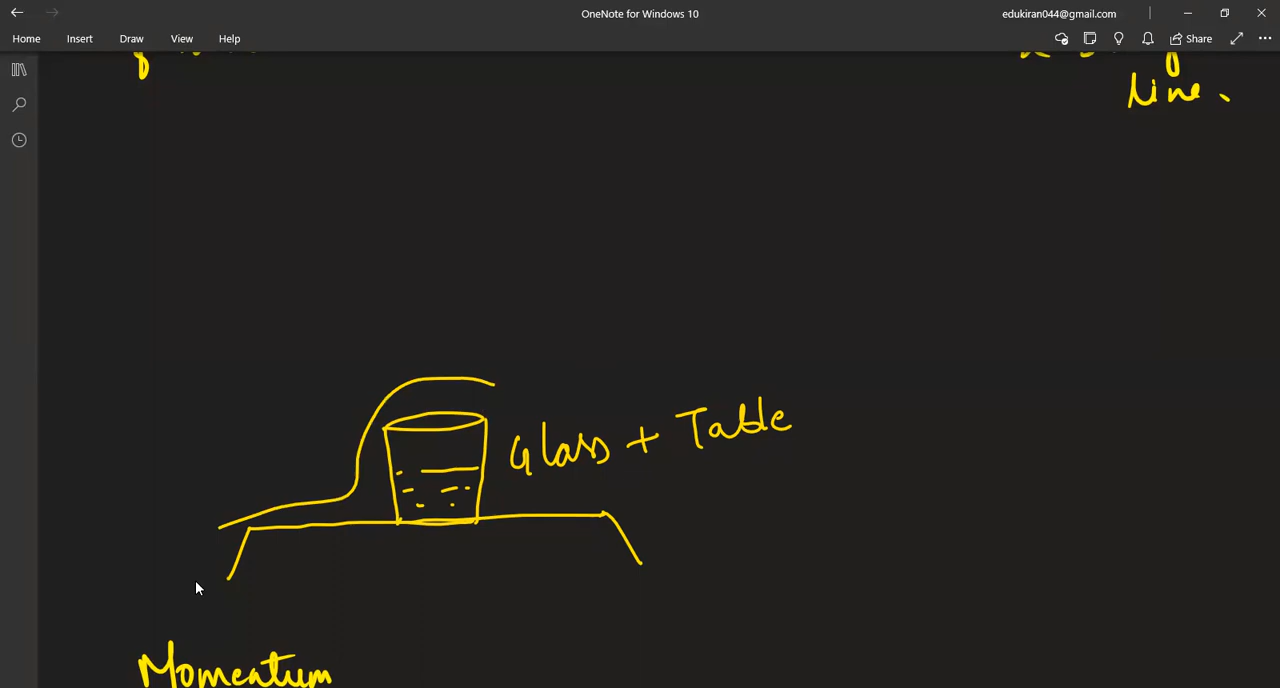 OneNote for Windows 10
edukiran044@gmail.com
Home Insert Draw View Help
Share
Line.
Glass + Table
Momentum